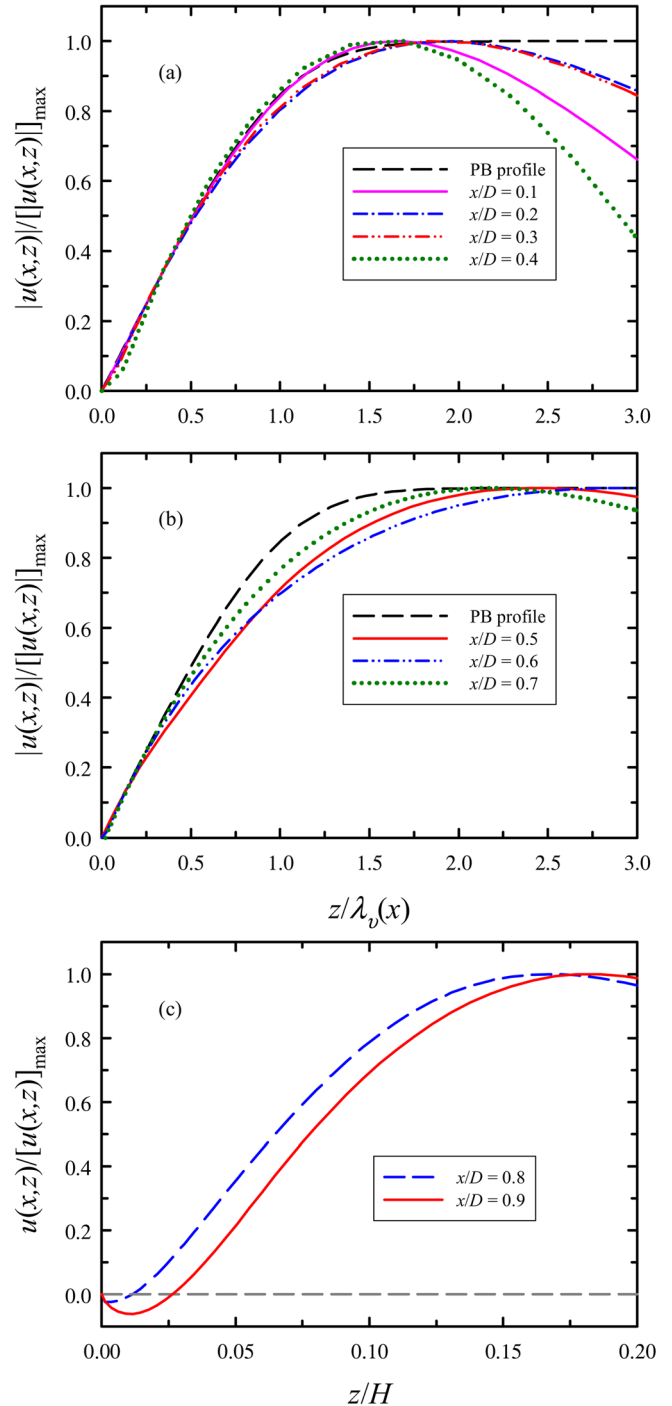 1.0
0.8
0.6
0.4
0.2
0.0
|u(x,z)|/[|u(x,z)|]max
(a)
PB profile
x/D = 0.1
x/D = 0.2
x/D = 0.3
x/D = 0.4
0.0 0.5 1.0 1.5 2.0 2.5 3.0
1.0
0.8
0.6
0.4
0.2
0.0
|u(x,z)|/[|u(x,z)|]max
(b)
PB profile
x/D = 0.5
x/D = 0.6
x/D = 0.7
0.0 0.5 1.0 1.5 2.0 2.5 3.0
z/λv(x)
1.0
0.8
0.6
0.4
0.2
0.0
u(x,z)/[u(x,z)]max
(c)
x/D = 0.8
x/D = 0.9
0.00 0.05 0.10 0.15 0.20
z/H